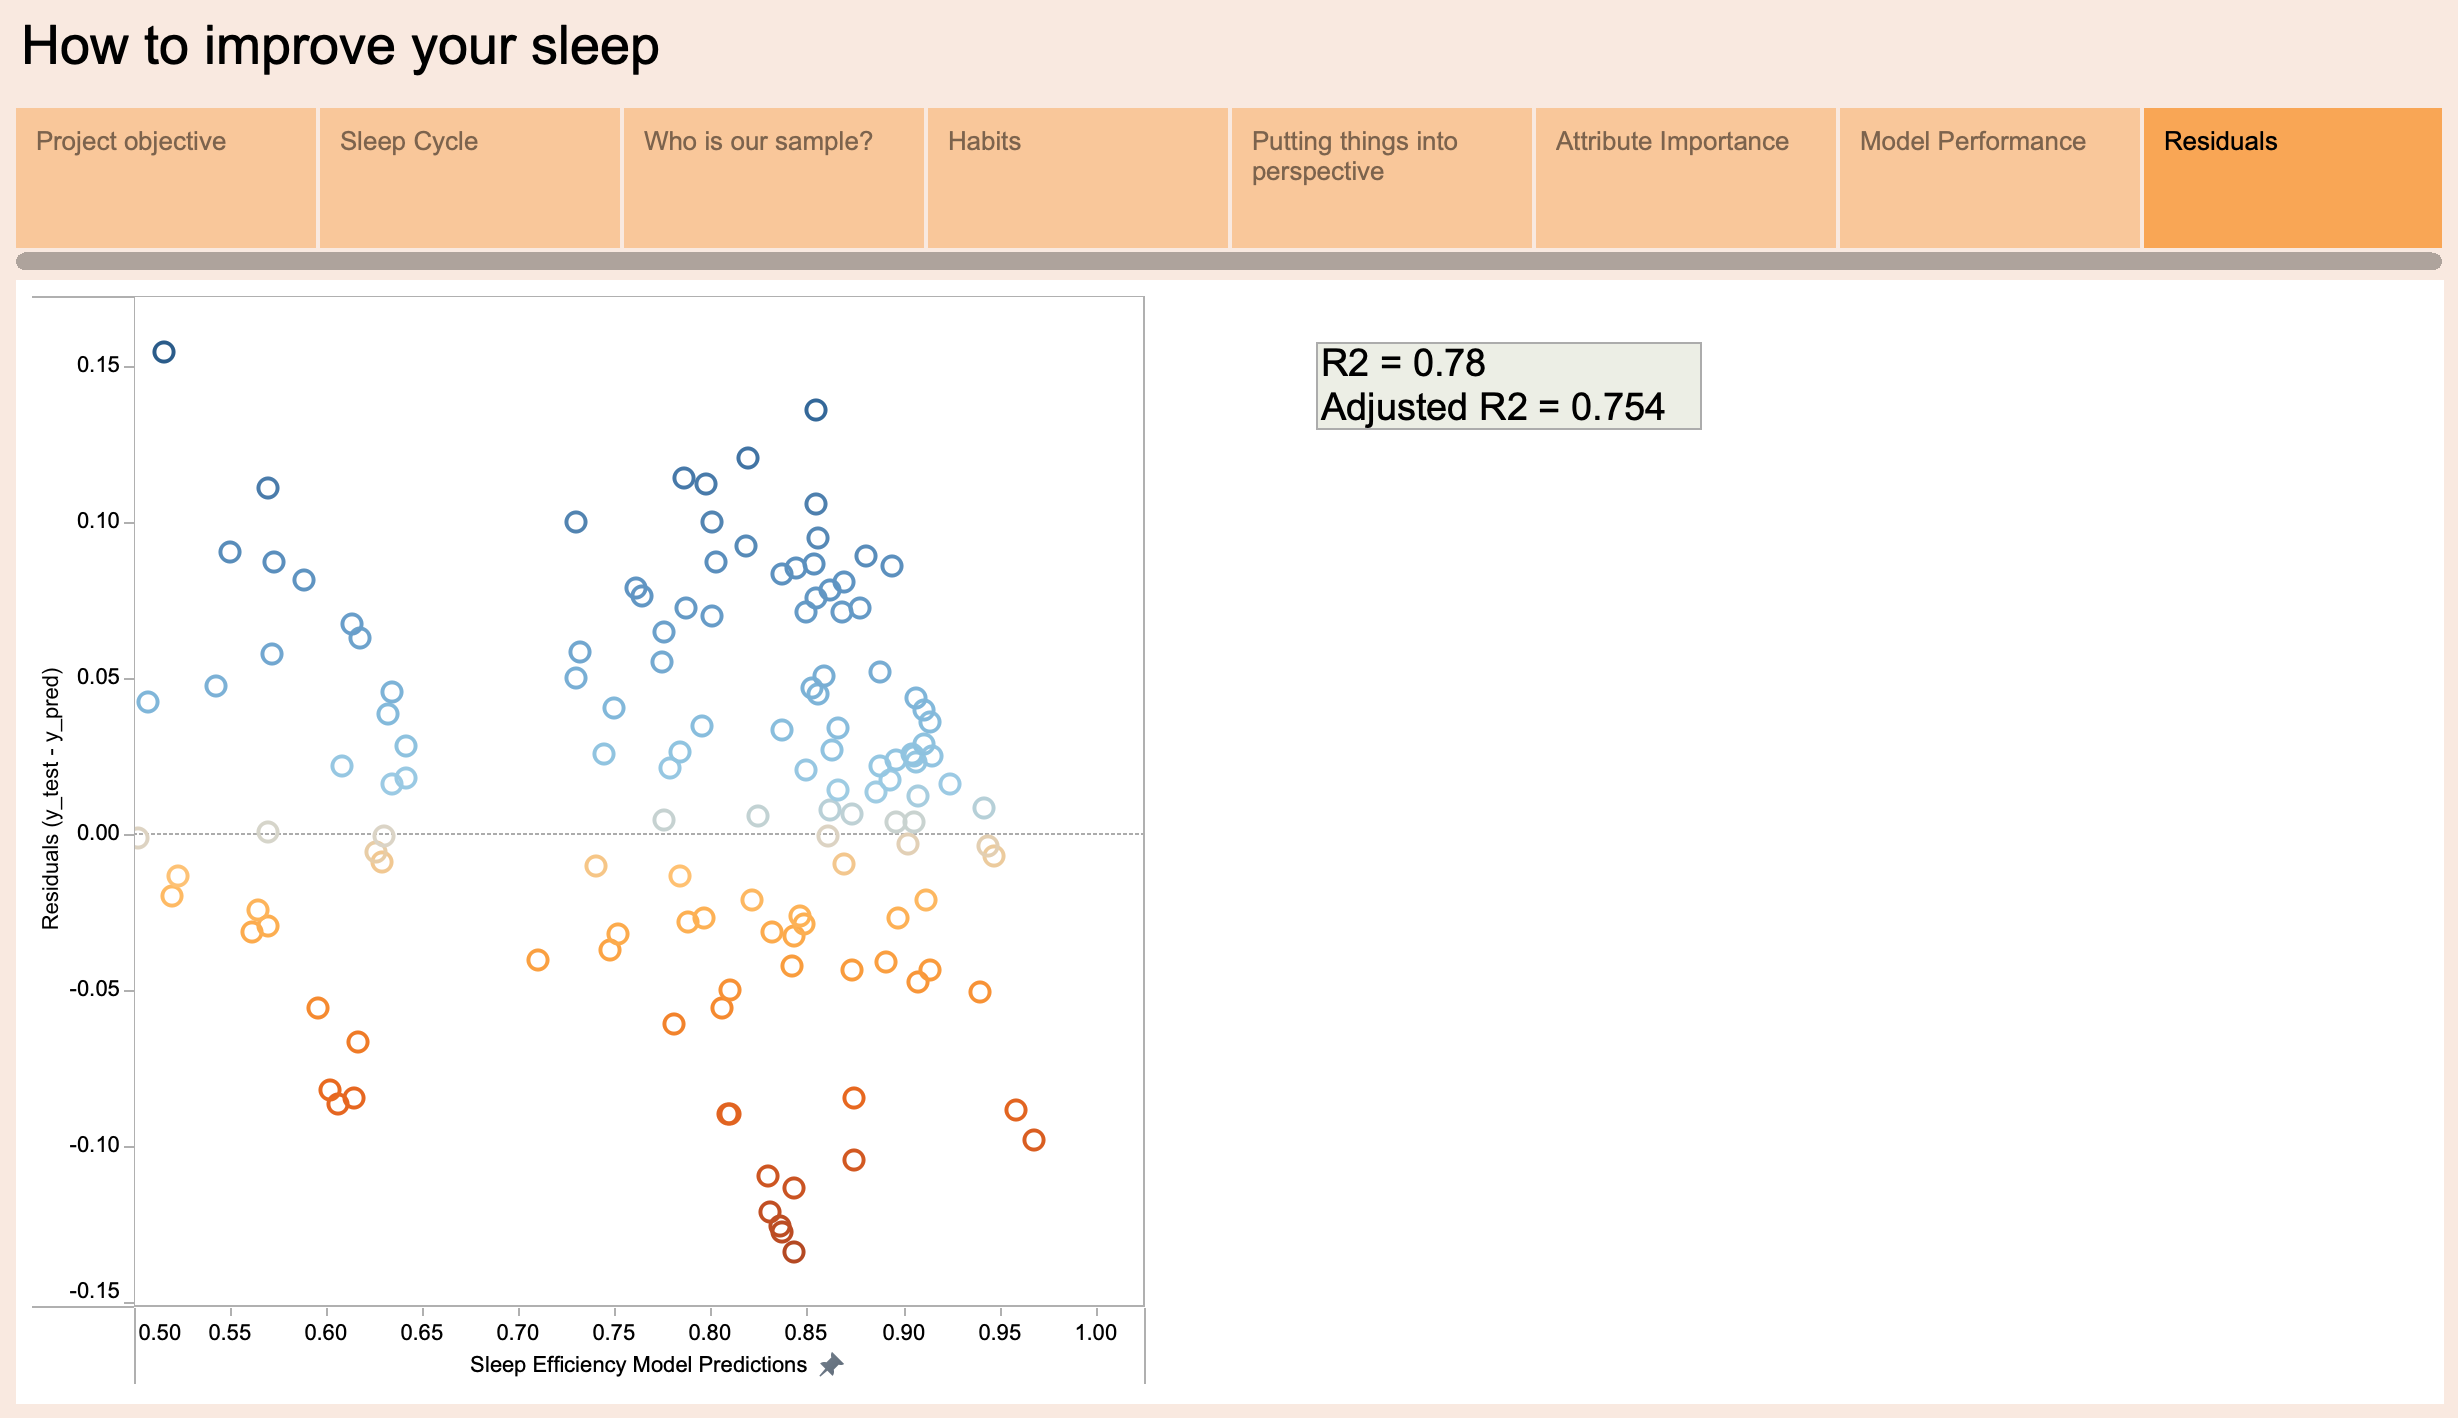 How to improve your sleep
Project objective
Sleep Cycle
Who is our sample?
Habits
Putting things into
perspective
Attribute Importance
Model Performance
Residuals
R2 = 0.78
Adjusted R2 = 0.754
Residuals (y_test - y_pred)
0.15
0.10
0.05
0.00
-0.05
-0.10
-0.15
0.50 0.55 0.60 0.65 0.70 0.75 0.80 0.85 0.90 0.95 1.00
Sleep Efficiency Model Predictions